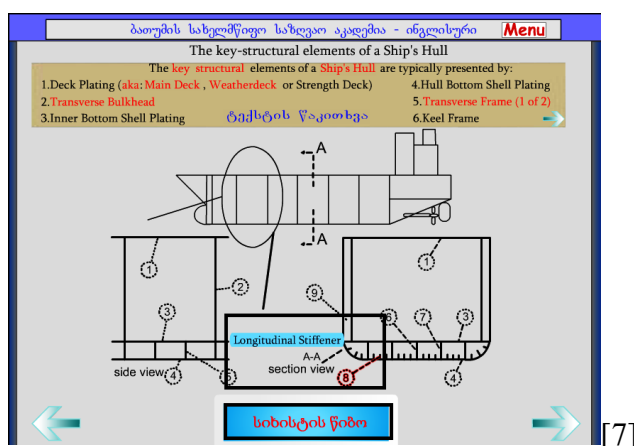 ბათუმის სახელმწიფო საზღვაო აკადემია - ინგლისური Menu
The key-structural elements of a Ship's Hull
The key structural elements of a Ship's Hull are typically presented by:
1.Deck Plating (aka: Main Deck , Weatherdeck or Strength Deck) 4.Hull Bottom Shell Plating
2.Transverse Bulkhead 5.Transverse Frame (1 of 2)
3.Inner Bottom Shell Plating ტექსტის წაკითხვა 6.Keel Frame
A
A
1 1
2 9
3 6 7 3
Longitudinal Stiffener
A-A
side view 4 5 section view 8 4
სიხისტის წიბო
[7]